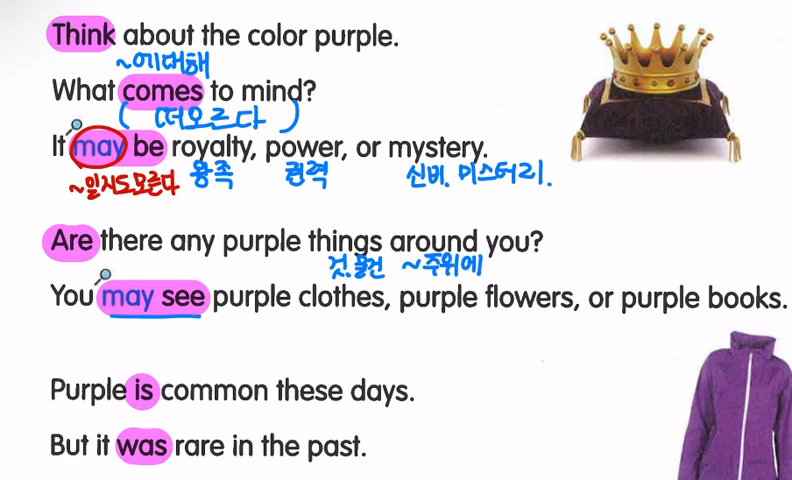 Think about the color purple.
~에대해
What comes to mind?
( 떠오르다 )
It may be royalty, power, or mystery.
~일지도모른다 왕족 권력 신비. 미스터리.
Are there any purple things around you?
것.물건 ~주위에
You may see purple clothes, purple flowers, or purple books.
Purple is common these days.
But it was rare in the past.